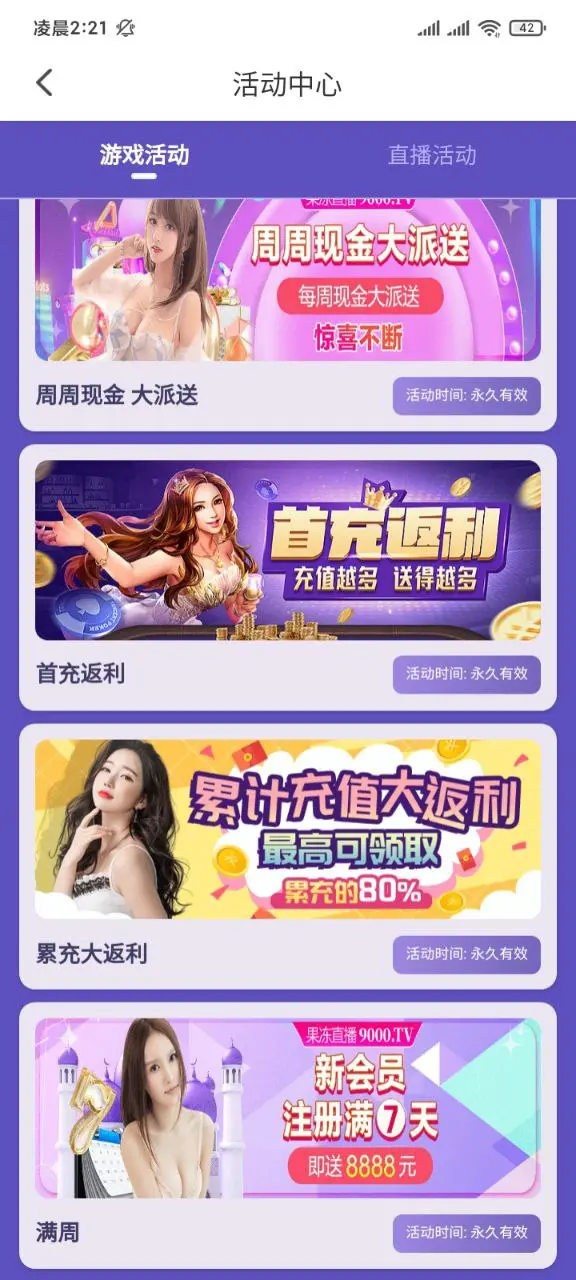 凌晨2:21
42
活动中心
游戏活动
直播活动
果冻直播9000.TV
周周现金大派送
每周现金大派送
惊喜不断
周周现金 大派送
活动时间: 永久有效
首充返利
充值越多 送得越多
首充返利
活动时间: 永久有效
累计充值大返利
最高可领取
累充的80%
累充大返利
活动时间: 永久有效
果冻直播9000.TV
新会员
注册满7天
即送8888元
7
满周
活动时间: 永久有效